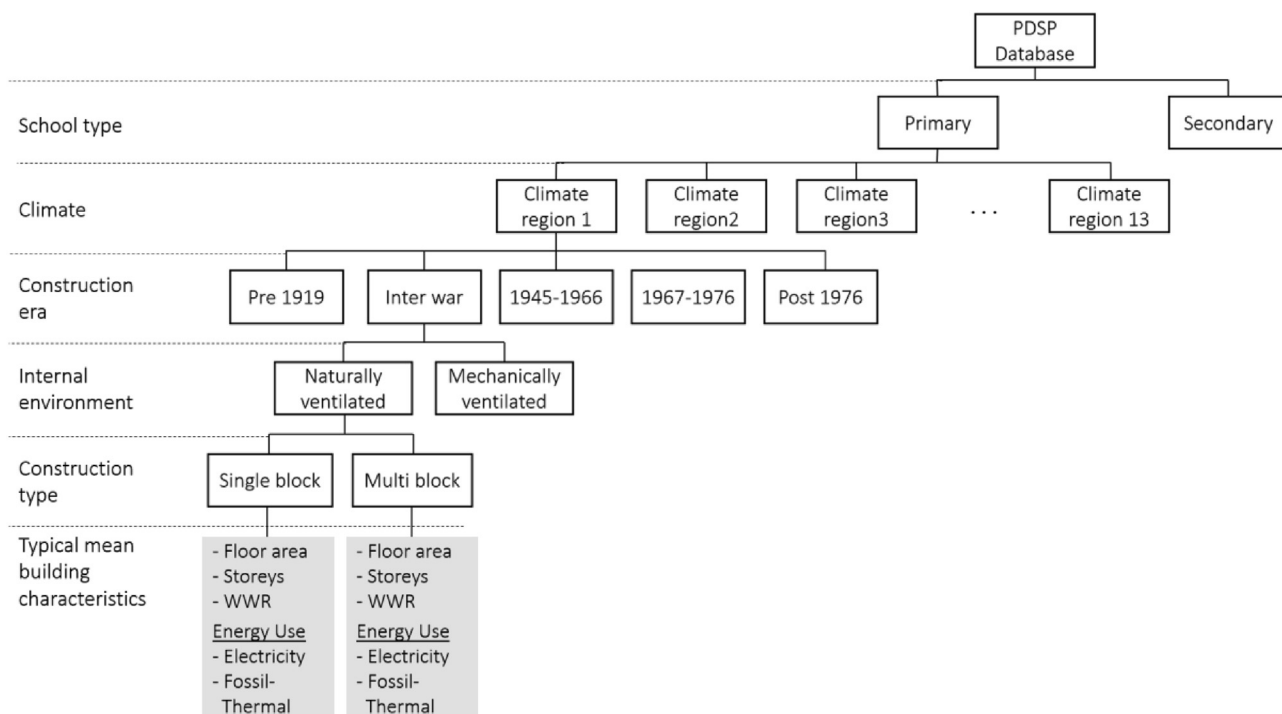 PDSP
Database
School type
Primary
Secondary
Climate
Climate
region 1
Climate
region2
Climate
region3
...
Climate
region 13
Construction
era
Pre 1919
Inter war
1945-1966
1967-1976
Post 1976
Internal
environment
Naturally
ventilated
Mechanically
ventilated
Construction
type
Single block
Multi block
Typical mean
building
characteristics
- Floor area
- Storeys
- WWR
Energy Use
- Electricity
- Fossil-
Thermal
- Floor area
- Storeys
- WWR
Energy Use
- Electricity
- Fossil-
Thermal